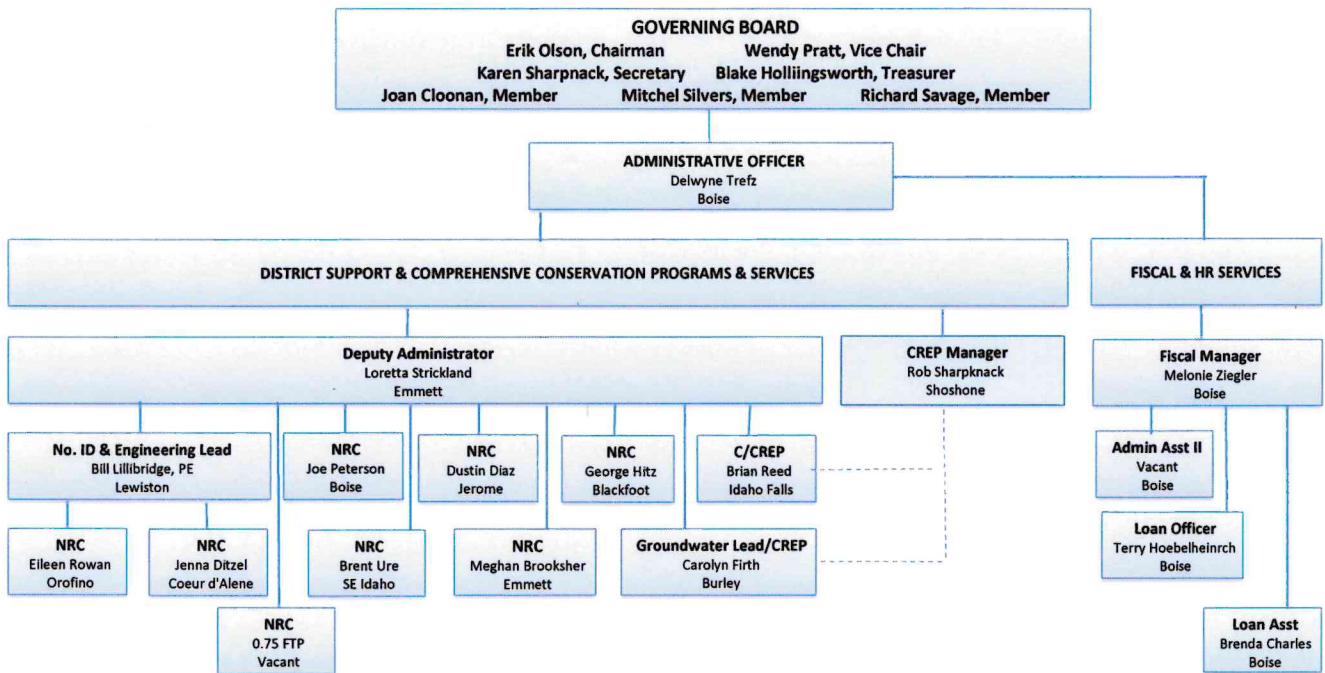 GOVERNING BOARD
Erik Olson, Chairman Wendy Pratt, Vice Chair
Karen Sharpnack, Secretary Blake Holliingsworth, Treasurer
Joan Cloonan, Member Mitchel Silvers, Member Richard Savage, Member
ADMINISTRATIVE OFFICER
Delwyne Trefz
Boise
DISTRICT SUPPORT & COMPREHENSIVE CONSERVATION PROGRAMS & SERVICES
FISCAL & HR SERVICES
Deputy Administrator
Loretta Strickland
Emmett
CREP Manager
Rob Sharpknack
Shoshone
Fiscal Manager
Melonie Ziegler
Boise
No. ID & Engineering Lead
Bill Lillibridge, PE
Lewiston
NRC
Joe Peterson
Boise
NRC
Dustin Diaz
Jerome
NRC
George Hitz
Blackfoot
C/CREP
Brian Reed
Idaho Falls
Admin Asst II
Vacant
Boise
NRC
Eileen Rowan
Orofino
NRC
Jenna Ditzel
Coeur d'Alene
NRC
Brent Ure
SE Idaho
NRC
Meghan Brooksher
Emmett
Groundwater Lead/CREP
Carolyn Firth
Burley
Loan Officer
Terry Hoebelheinrch
Boise
NRC
0.75 FTP
Vacant
Loan Asst
Brenda Charles
Boise